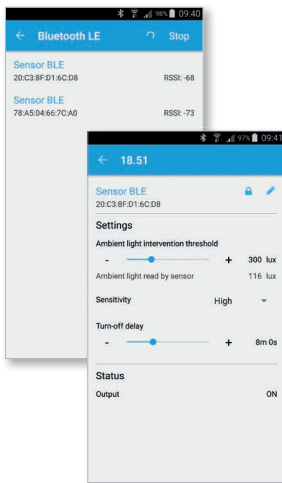 98% 09:40
Bluetooth LE Stop
Sensor BLE
20:C3:8F:D1:6C:D8 RSSI: -68
Sensor BLE
78:A5:04:66:7C:A0 RSSI: -73
97% 09:41
18.51
Sensor BLE
20:C3:8F:D1:6C:D8
Settings
Ambient light intervention threshold
- + 300 lux
Ambient light read by sensor 116 lux
Sensitivity High
Turn-off delay
- + 8m 0s
Status
Output ON